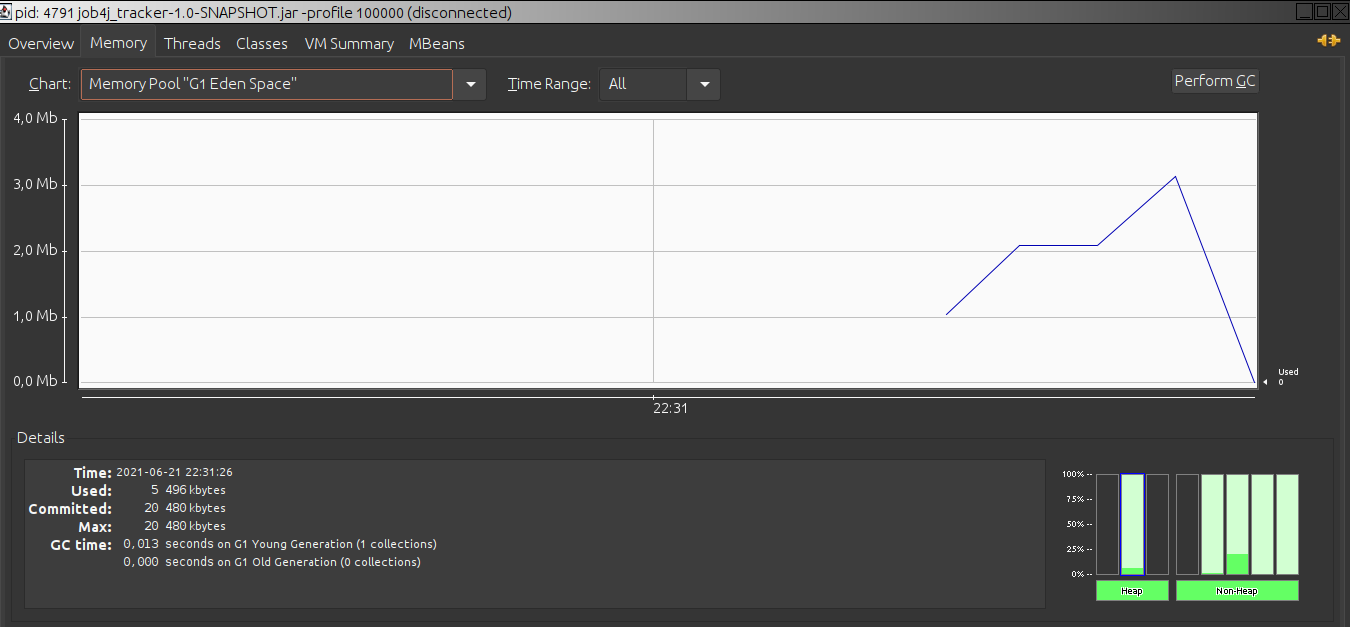 pid: 4791 job4j_tracker-1.0-SNAPSHOT.jar -profile 100000 (disconnected)
Overview Memory Threads Classes VM Summary MBeans
Chart: Memory Pool "G1 Eden Space" Time Range: All Perform GC
4,0 Mb
3,0 Mb
2,0 Mb
1,0 Mb
0,0 Mb
Used
0
22:31
Details
Time: 2021-06-21 22:31:26
Used: 5 496 kbytes
Committed: 20 480 kbytes
Max: 20 480 kbytes
GC time: 0,013 seconds on G1 Young Generation (1 collections)
0,000 seconds on G1 Old Generation (0 collections)
100% --
75% --
50% --
25% --
0% --
Heap Non-Heap